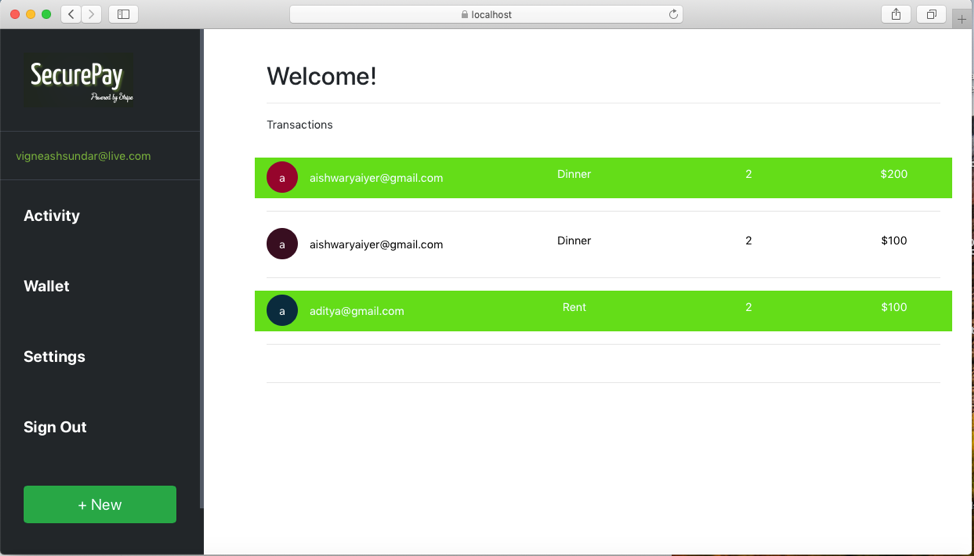 localhost
SecurePay
Powered by Stripe
vigneashsundar@live.com
Activity
Wallet
Settings
Sign Out
+ New
Welcome!
Transactions
a aishwaryaiyer@gmail.com Dinner 2 $200
a aishwaryaiyer@gmail.com Dinner 2 $100
a aditya@gmail.com Rent 2 $100